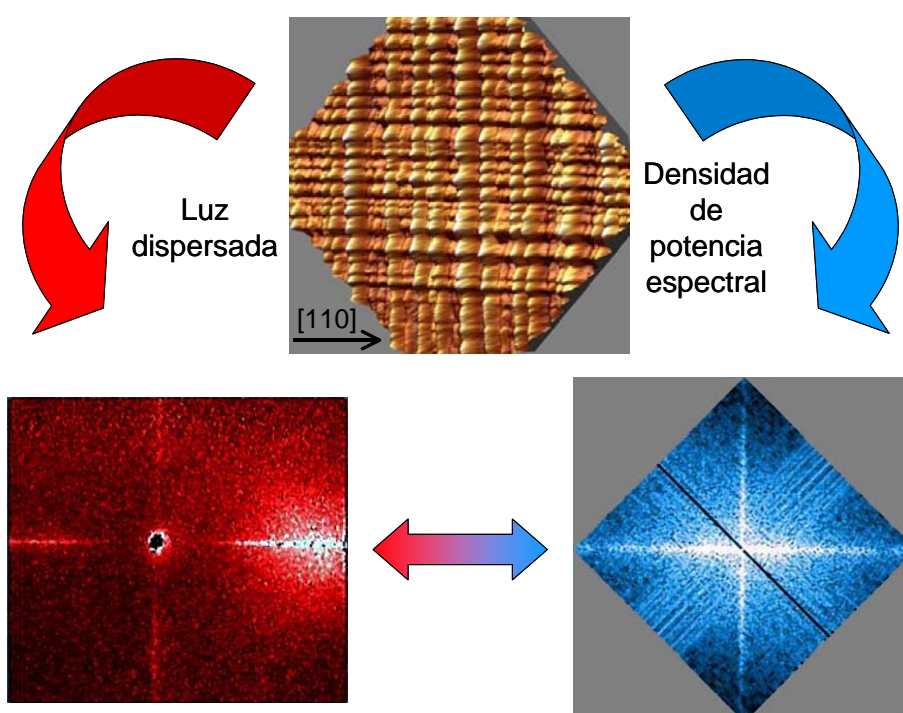 Luz
dispersada
Densidad
de
potencia
espectral
[110]